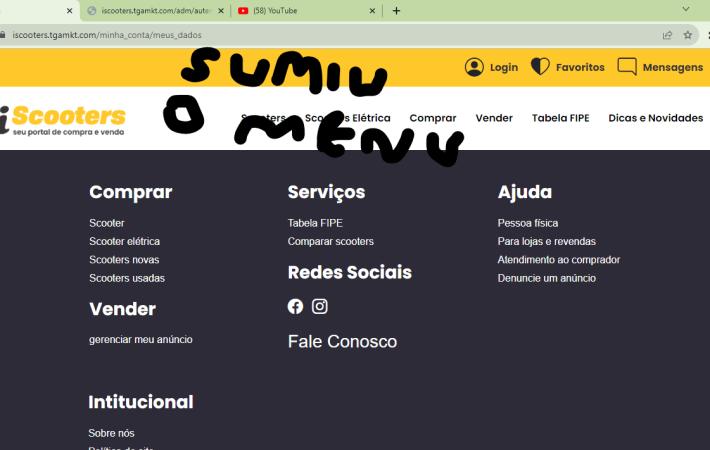 iscooters.tgamkt.com/adm/auter
(58) YouTube
iscooters.tgamkt.com/minha_conta/meus_dados
SUMIU
O MENU
Login Favoritos Mensagens
iScooters
seu portal de compra e venda
Scooters Scooters Elétrica Comprar Vender Tabela FIPE Dicas e Novidades
Comprar
Scooter
Scooter elétrica
Scooters novas
Scooters usadas
Vender
gerenciar meu anúncio
Serviços
Tabela FIPE
Comparar scooters
Redes Sociais
Fale Conosco
Ajuda
Pessoa física
Para lojas e revendas
Atendimento ao comprador
Denuncie um anúncio
Intitucional
Sobre nós